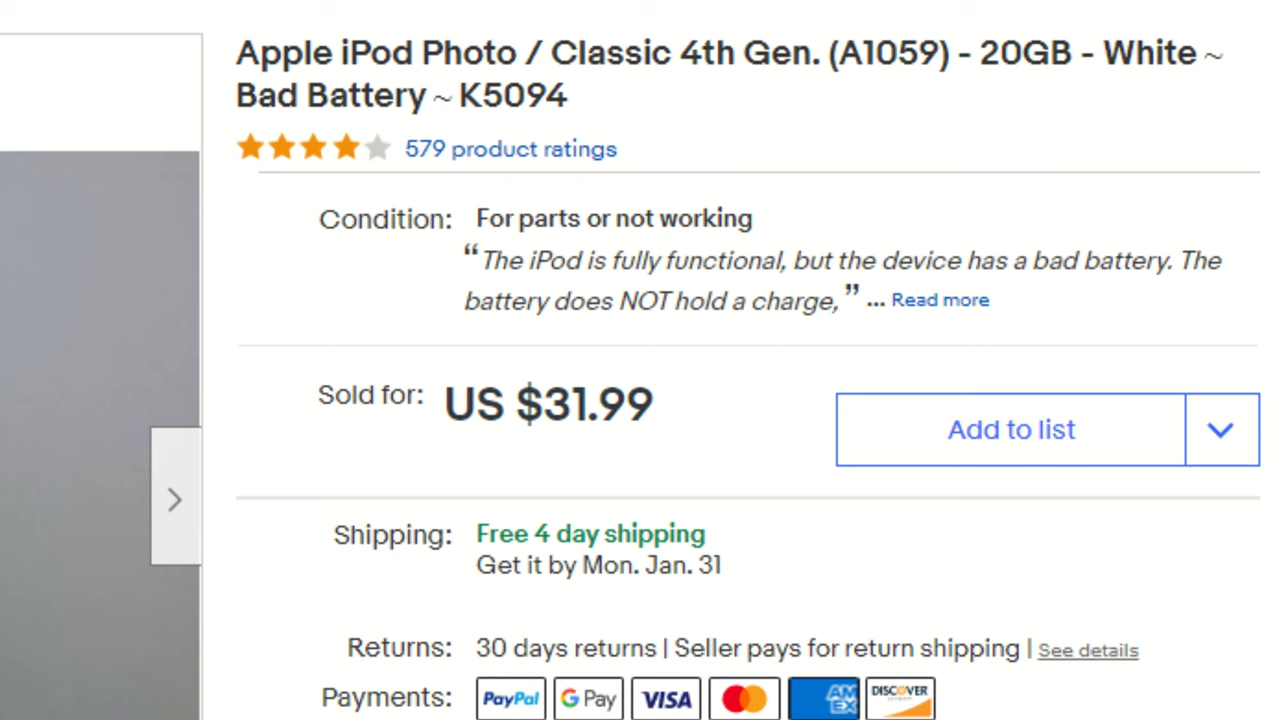 Apple iPod Photo / Classic 4th Gen. (A1059) - 20GB - White ~
Bad Battery ~ K5094
579 product ratings
Condition: For parts or not working
“The iPod is fully functional, but the device has a bad battery. The
battery does NOT hold a charge,” ... Read more
Sold for: US $31.99
Add to list
Shipping: Free 4 day shipping
Get it by Mon. Jan. 31
Returns: 30 days returns | Seller pays for return shipping | See details
Payments: PayPal G Pay VISA AMEX DISCOVER